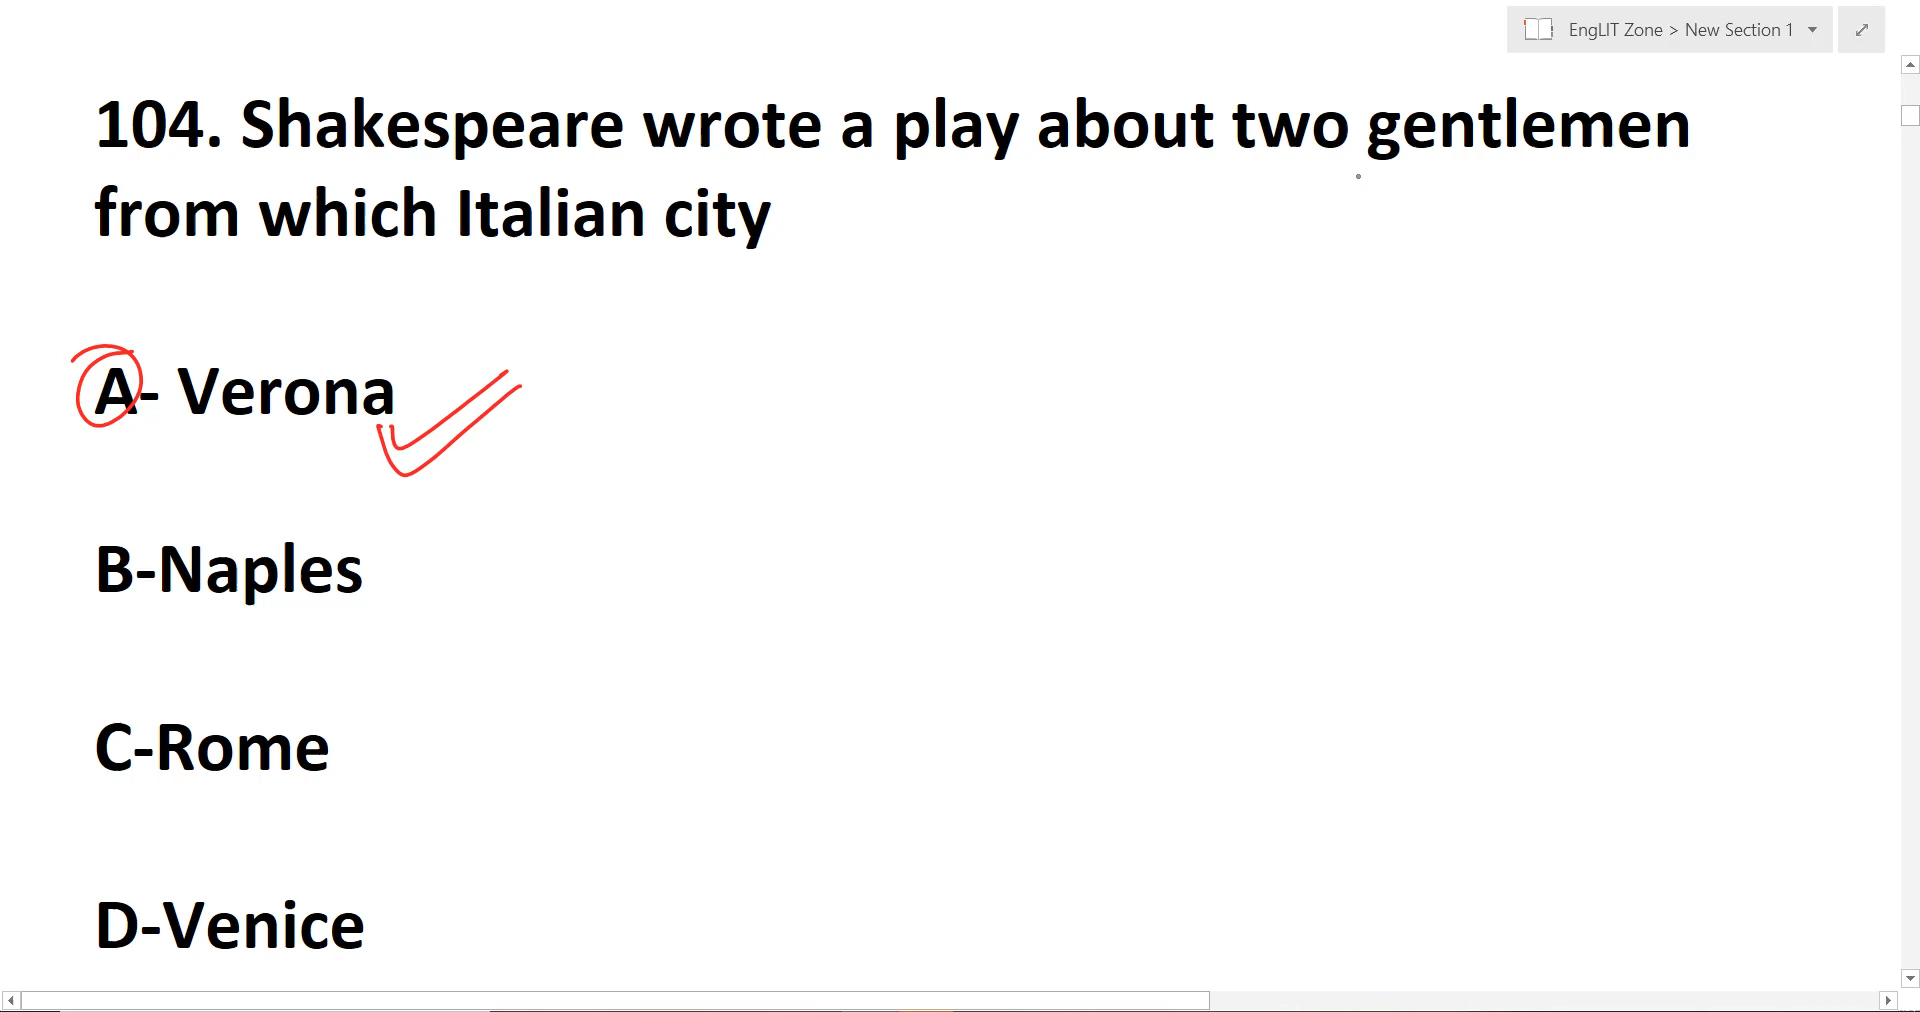 EngLIT Zone > New Section 1
104. Shakespeare wrote a play about two gentlemen
from which Italian city
A- Verona
B-Naples
C-Rome
D-Venice